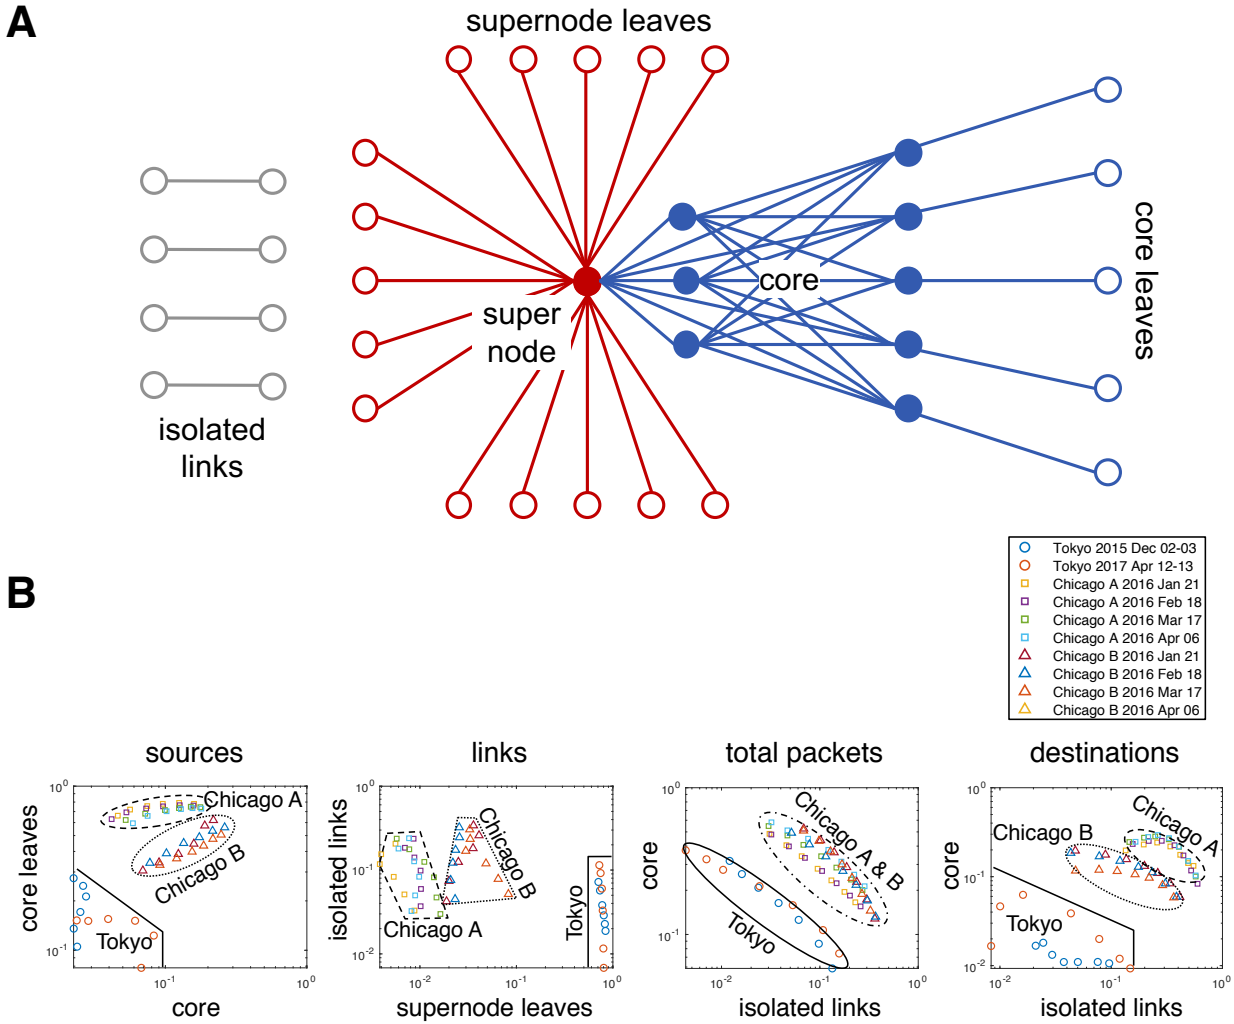 A
supernode leaves
super
node
core
core leaves
isolated
links
B
Tokyo 2015 Dec 02-03
Tokyo 2017 Apr 12-13
Chicago A 2016 Jan 21
Chicago A 2016 Feb 18
Chicago A 2016 Mar 17
Chicago A 2016 Apr 06
Chicago B 2016 Jan 21
Chicago B 2016 Feb 18
Chicago B 2016 Mar 17
Chicago B 2016 Apr 06
sources
10⁰
core leaves
10⁻¹
Chicago A
Chicago B
Tokyo
10⁻¹
10⁰
core
links
10⁰
isolated links
10⁻¹
10⁻²
Chicago A
Chicago B
Tokyo
10⁻²
10⁻¹
10⁰
supernode leaves
total packets
10⁰
core
10⁻¹
Chicago A & B
Tokyo
10⁻²
10⁻¹
10⁰
isolated links
destinations
10⁰
core
10⁻¹
10⁻²
Chicago B
Chicago A
Tokyo
10⁻²
10⁻¹
10⁰
isolated links